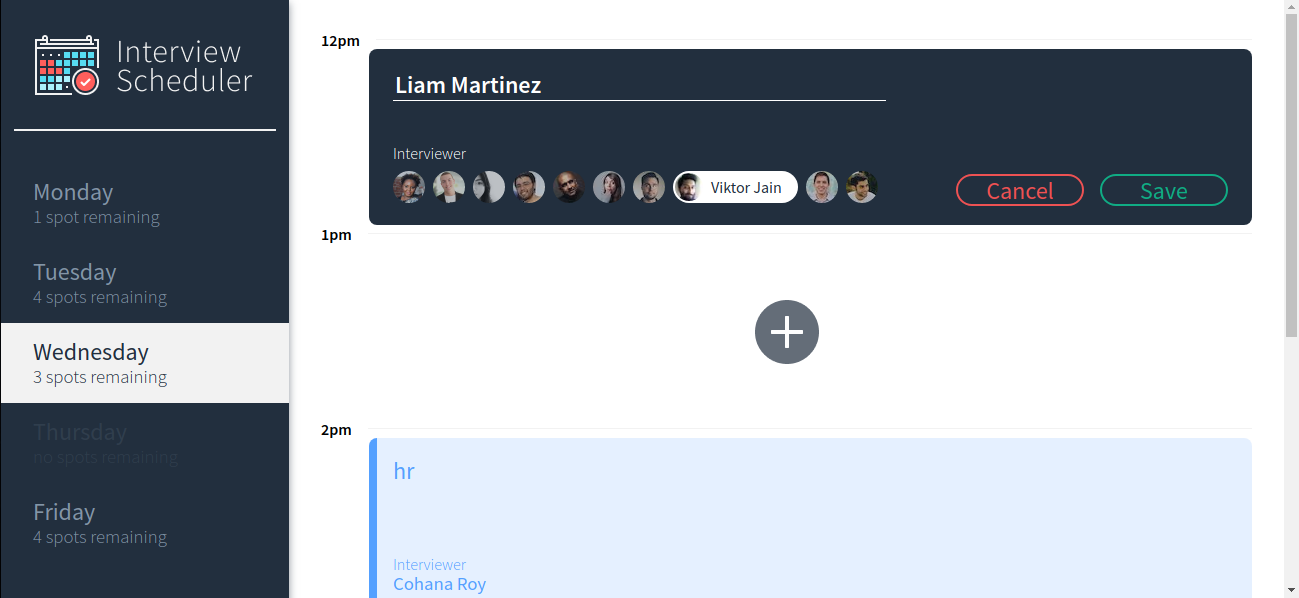 Interview
Scheduler
Monday
1 spot remaining
Tuesday
4 spots remaining
Wednesday
3 spots remaining
Thursday
no spots remaining
Friday
4 spots remaining
12pm
Liam Martinez
Interviewer
Viktor Jain
Cancel
Save
1pm
2pm
hr
Interviewer
Cohana Roy